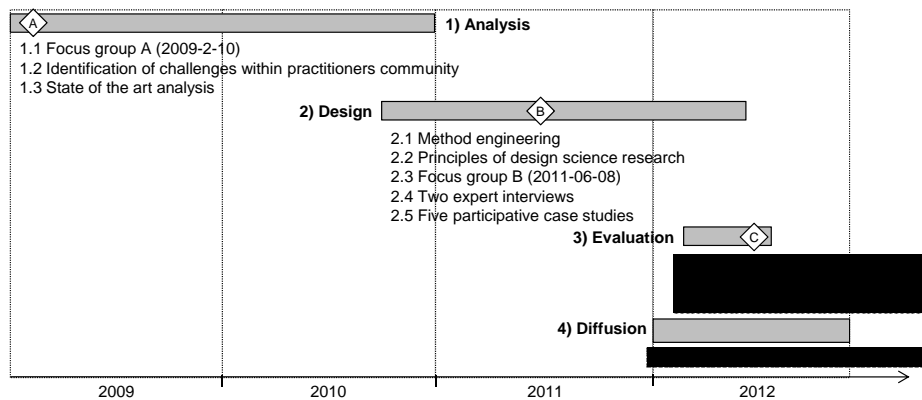 A
1) Analysis
1.1 Focus group A (2009-2-10)
1.2 Identification of challenges within practitioners community
1.3 State of the art analysis
2) Design
B
2.1 Method engineering
2.2 Principles of design science research
2.3 Focus group B (2011-06-08)
2.4 Two expert interviews
2.5 Five participative case studies
3) Evaluation
C
4) Diffusion
2009
2010
2011
2012